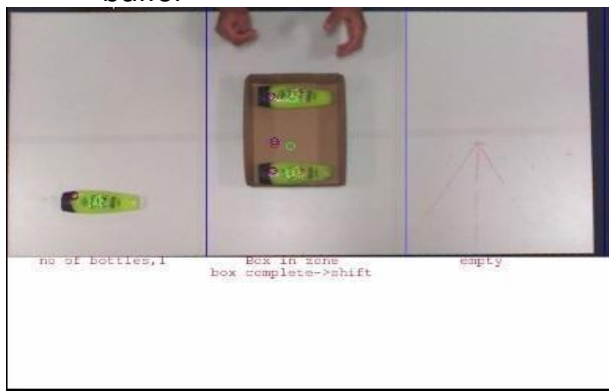 no of bottles,1
Box in zone
box complete->shift
empty